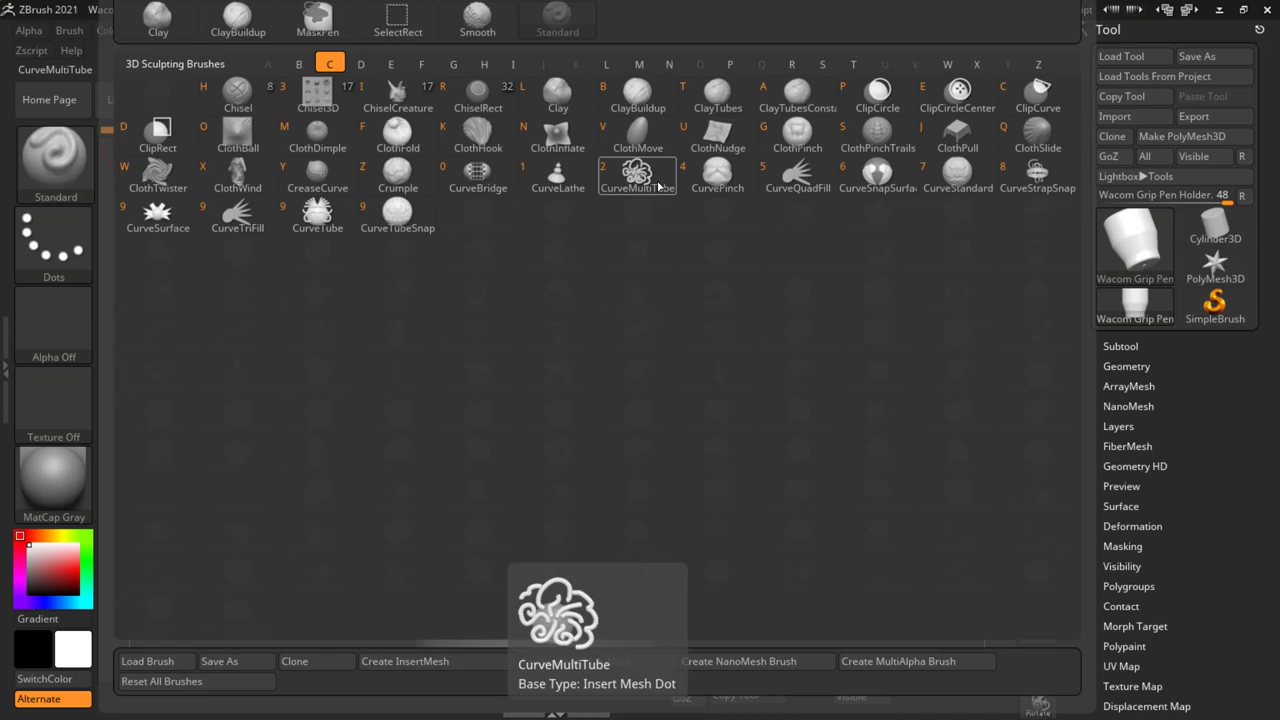 ZBrush 2021 Waco
Alpha Brush Co
Zscript Help
CurveMultiTube
Home Page
Standard
Dots
Alpha Off
Texture Off
MatCap Gray
Gradient
SwitchColor
Alternate
Clay ClayBuildup MaskPen SelectRect Smooth Standard
3D Sculpting Brushes A B C D E F G H I J K L M N O P Q R S T U V W X Z
H 8 3 17 I 17 R 32 L B T A P E C
Chisel Chisel3D ChiselCreature ChiselRect Clay ClayBuildup ClayTubes ClayTubesConsta ClipCircle ClipCircleCenter ClipCurve
D O M F K N V U G S J Q
ClipRect ClothBall ClothDimple ClothFold ClothHook ClothInflate ClothMove ClothNudge ClothPinch ClothPinchTrails ClothPull ClothSlide
W X Y Z 0 1 2 4 5 6 7 8
ClothTwister ClothWind CreaseCurve Crumple CurveBridge CurveLathe CurveMultiTube CurvePinch CurveQuadFill CurveSnapSurfa CurveStandard CurveStrapSnap
9 9 9 9
CurveSurface CurveTriFill CurveTube CurveTubeSnap
CurveMultiTube
Base Type: Insert Mesh Dot
Load Brush Save As Clone Create InsertMesh Create NanoMesh Brush Create MultiAlpha Brush
Reset All Brushes
GoZ Copy Tool Visible
Rotate
Tool
Load Tool Save As
Load Tools From Project
Copy Tool Paste Tool
Import Export
Clone Make PolyMesh3D
GoZ All Visible R
Lightbox▶Tools
Wacom Grip Pen Holder. 48 R
Wacom Grip Pen Cylinder3D
PolyMesh3D
Wacom Grip Pen SimpleBrush
Subtool
Geometry
ArrayMesh
NanoMesh
Layers
FiberMesh
Geometry HD
Preview
Surface
Deformation
Masking
Visibility
Polygroups
Contact
Morph Target
Polypaint
UV Map
Texture Map
Displacement Map